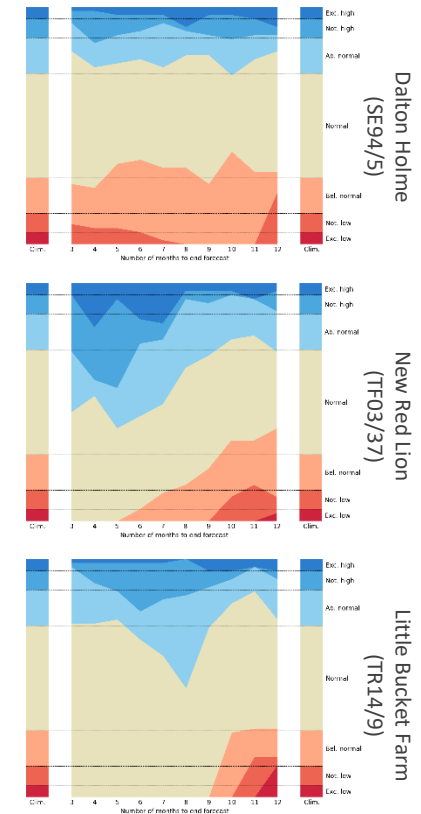 Exc. high
Not. high
Ab. normal
Normal
Bel. normal
Not. low
Exc. low
Clim. 3 4 5 6 7 8 9 10 11 12 Clim.
Number of months to end forecast
Dalton Holme
(SE94/5)
Exc. high
Not. high
Ab. normal
Normal
Bel. normal
Not. low
Exc. low
Clim. 3 4 5 6 7 8 9 10 11 12 Clim.
Number of months to end forecast
New Red Lion
(TF03/37)
Exc. high
Not. high
Ab. normal
Normal
Bel. normal
Not. low
Exc. low
Clim. 3 4 5 6 7 8 9 10 11 12 Clim.
Number of months to end forecast
Little Bucket Farm
(TR14/9)